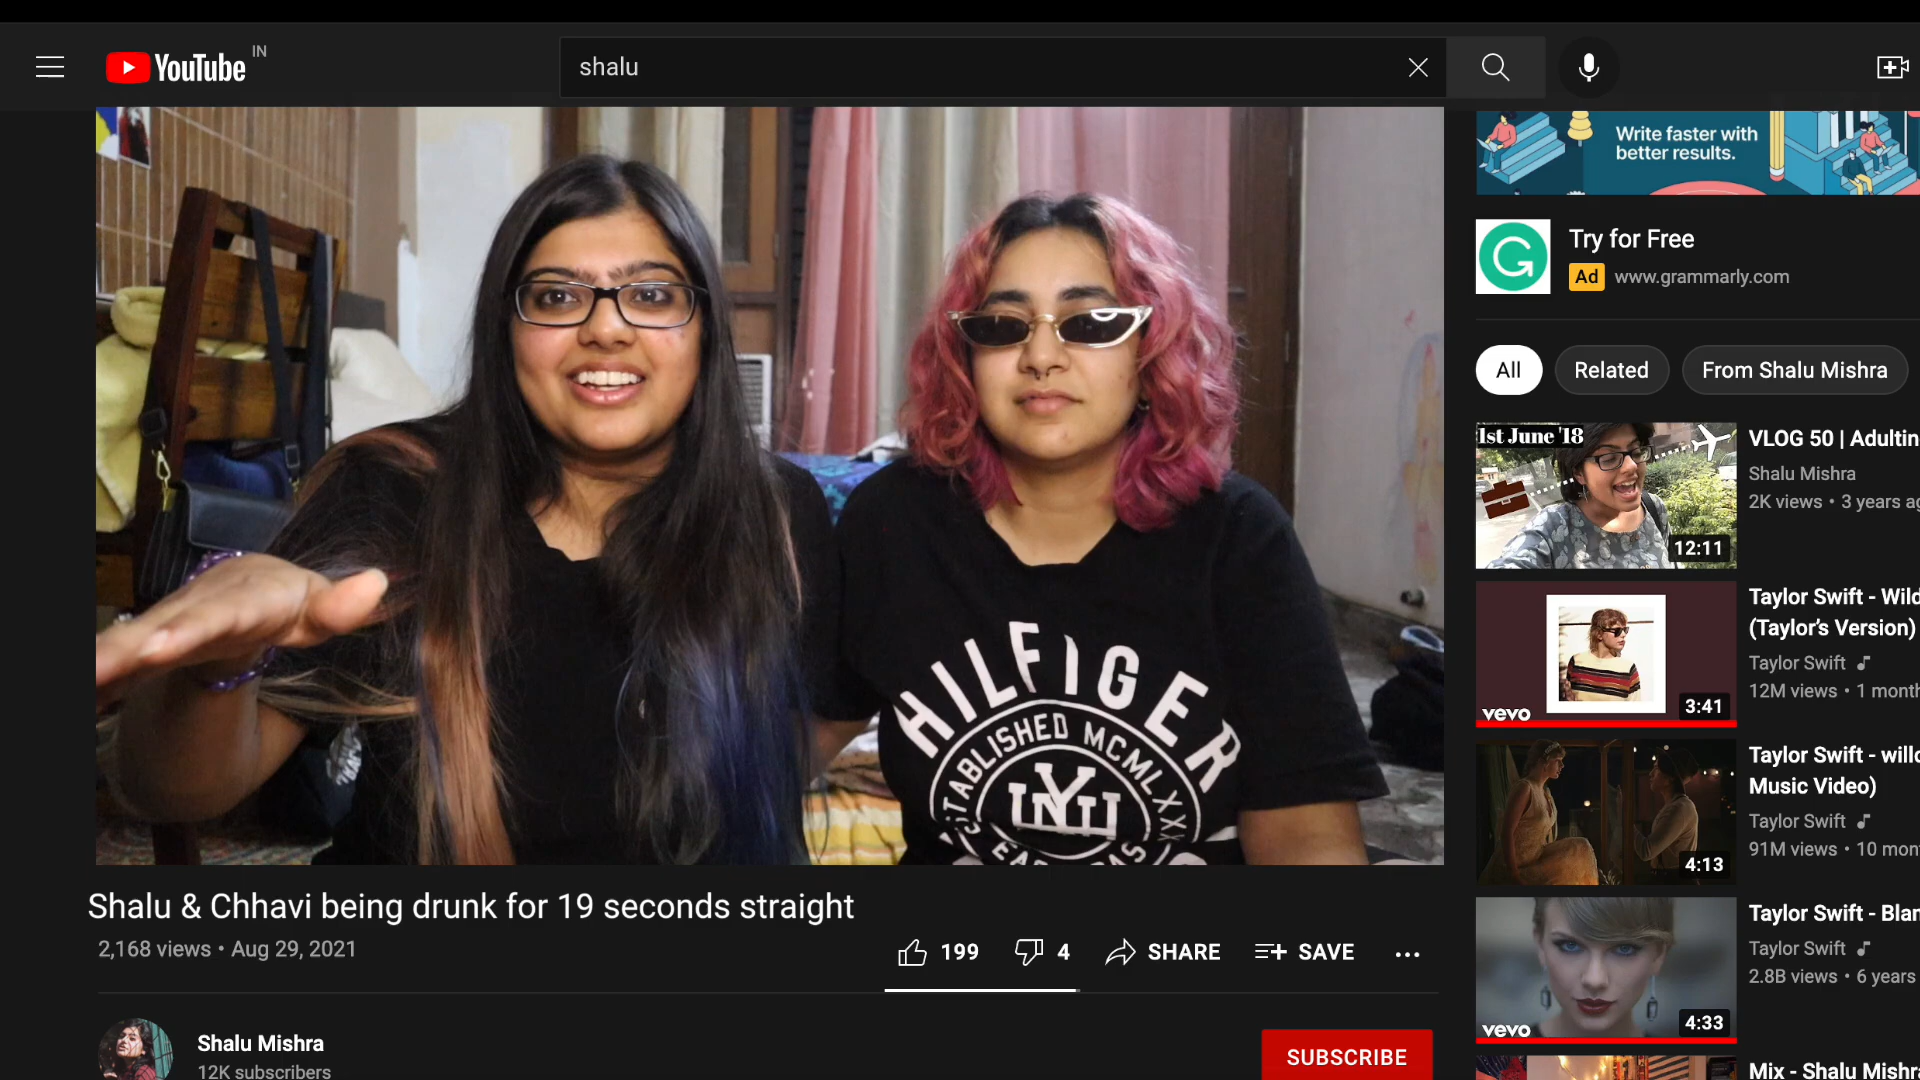 YouTube IN
shalu
Write faster with
better results.
Try for Free
Ad www.grammarly.com
All Related From Shalu Mishra
1st June '18
12:11
VLOG 50 | Adultin
Shalu Mishra
2K views • 3 years ag
vevo
3:41
Taylor Swift - Wild
(Taylor's Version)
Taylor Swift
12M views • 1 month
4:13
Taylor Swift - willo
Music Video)
Taylor Swift
91M views • 10 mon
vevo
4:33
Taylor Swift - Blan
Taylor Swift
2.8B views • 6 years
Mix - Shalu Mishra
HILFIGER
ESTABLISHED MCMLXXX
NY
Shalu & Chhavi being drunk for 19 seconds straight
2,168 views • Aug 29, 2021
199 4 SHARE SAVE
Shalu Mishra
12K subscribers
SUBSCRIBE